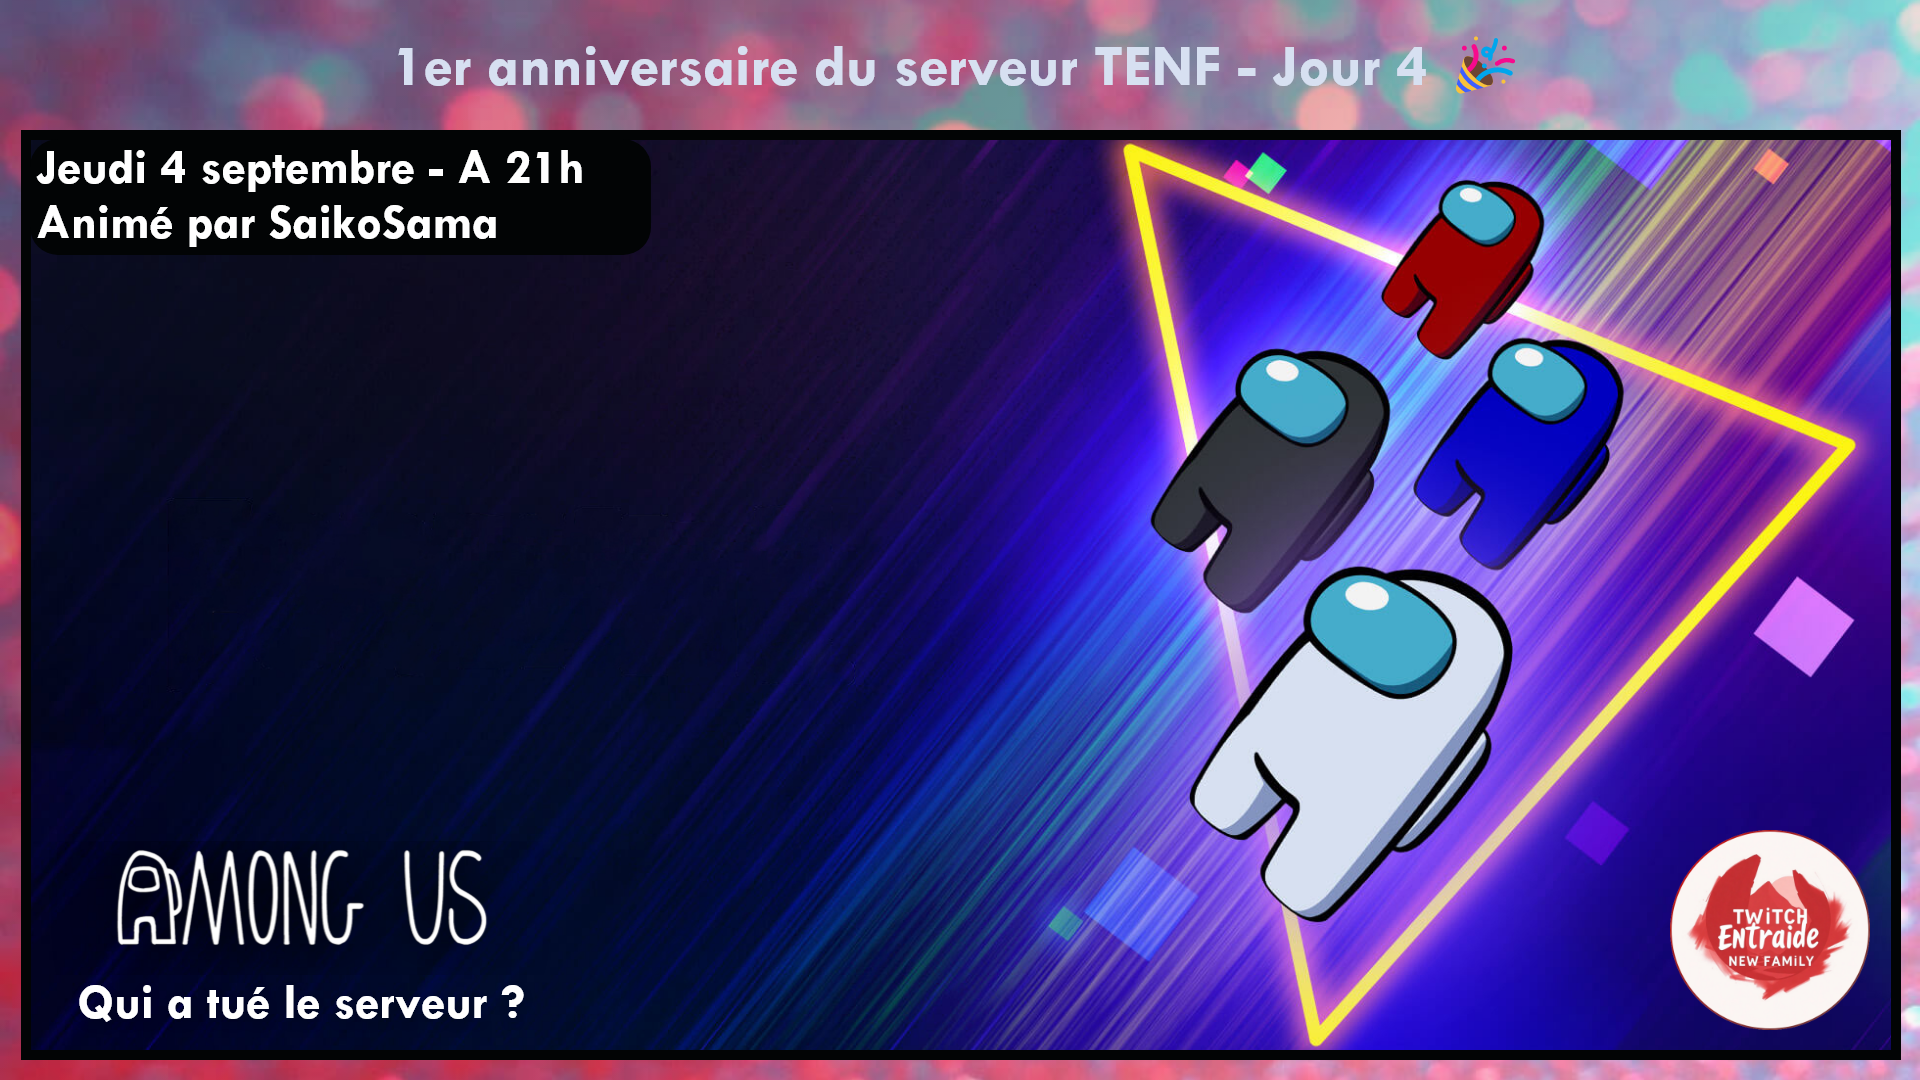 1er anniversaire du serveur TENF - Jour 4
Jeudi 4 septembre - A 21h
Animé par SaikoSama
AMONG US
Qui a tué le serveur ?
TWiTCH
ENtraide
NEW FAMiLY